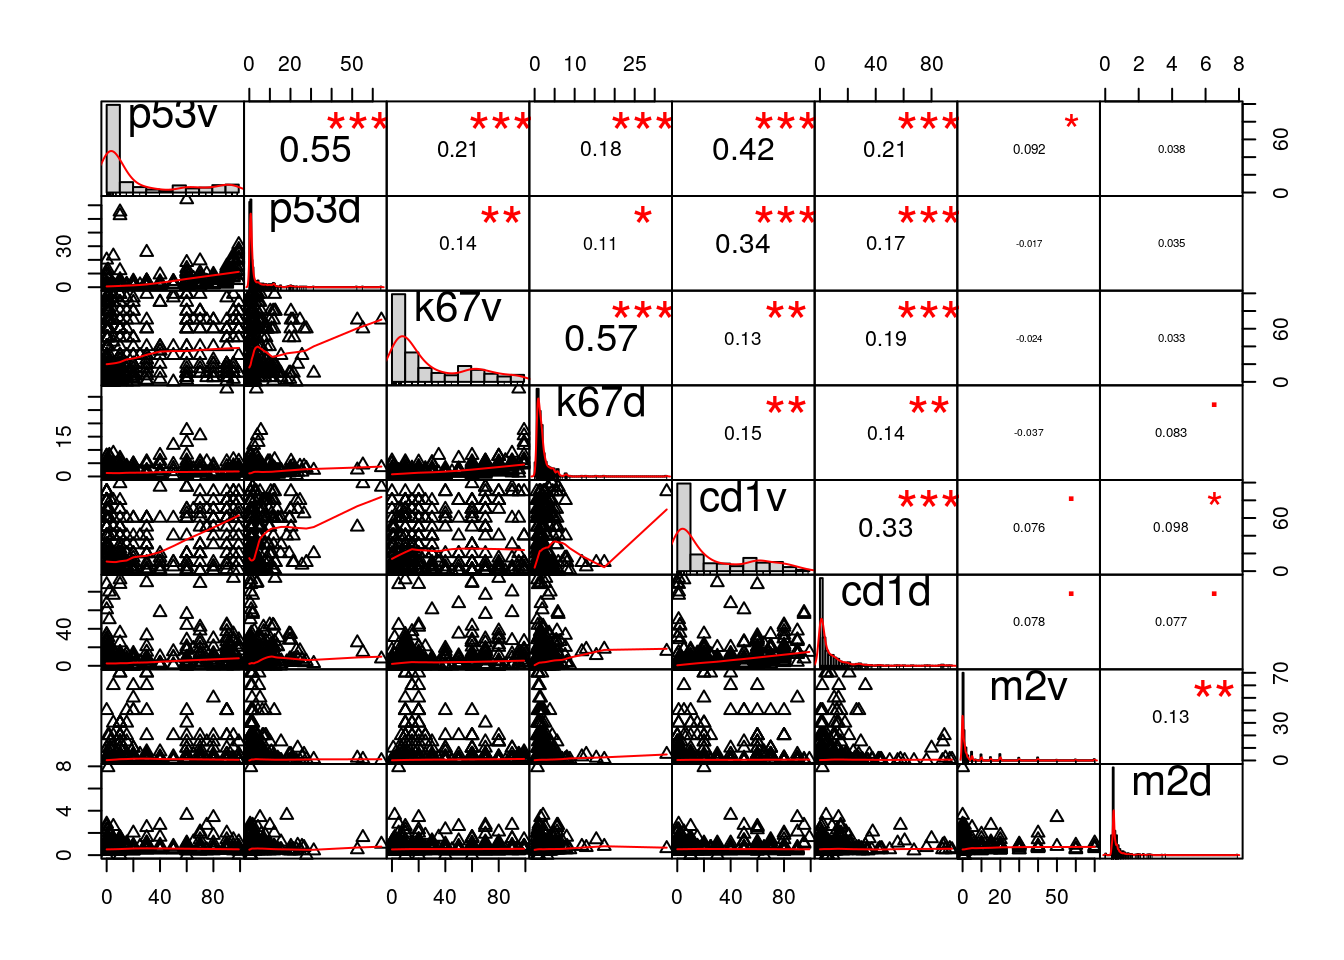 0 20 50 0 10 25 0 40 80 0 2 4 6 8
p53v *** *** *** *** *** * 0 60
0.55 0.21 0.18 0.42 0.21 0.092 0.038
0 30 p53d ** * *** ***
0.14 0.11 0.34 0.17 -0.017 0.035
k67v *** ** *** 0 60
0.57 0.13 0.19 -0.024 0.033
0 15 k67d ** ** .
0.15 0.14 -0.037 0.083
cd1v *** . * 0 60
0.33 0.076 0.098
0 40 cd1d . .
0.078 0.077
m2v ** 0 30 70
0.13
0 4 8 m2d
0 40 80 0 40 80 0 40 80 0 20 50